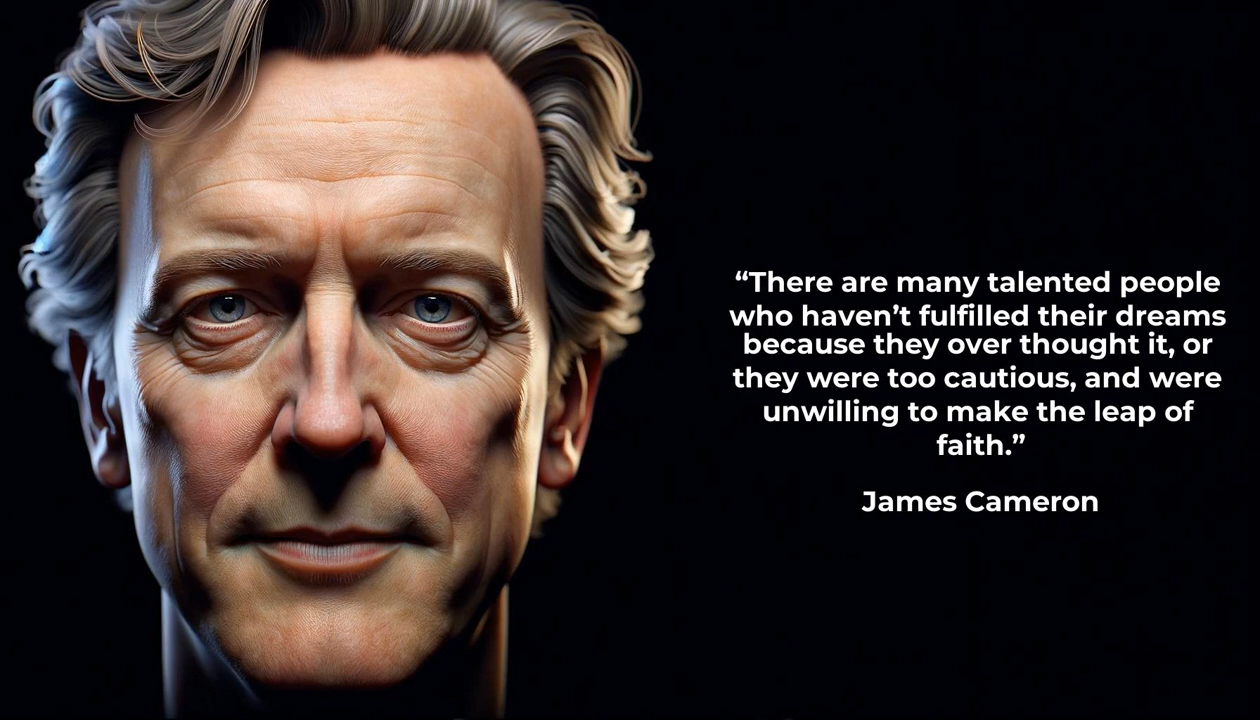 “There are many talented people
who haven’t fulfilled their dreams
because they over thought it, or
they were too cautious, and were
unwilling to make the leap of
faith.”
James Cameron